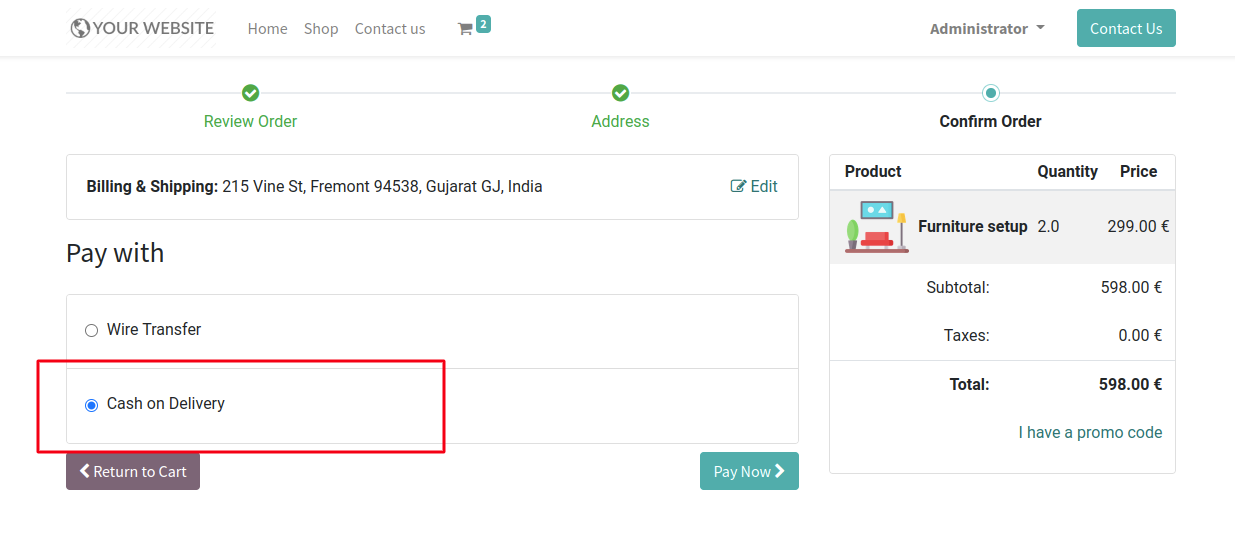 YOUR WEBSITE Home Shop Contact us 2 Administrator Contact Us
Review Order Address Confirm Order
Billing & Shipping: 215 Vine St, Fremont 94538, Gujarat GJ, India Edit
Pay with
Wire Transfer
Cash on Delivery
Return to Cart Pay Now
Product Quantity Price
Furniture setup 2.0 299.00 €
Subtotal: 598.00 €
Taxes: 0.00 €
Total: 598.00 €
I have a promo code